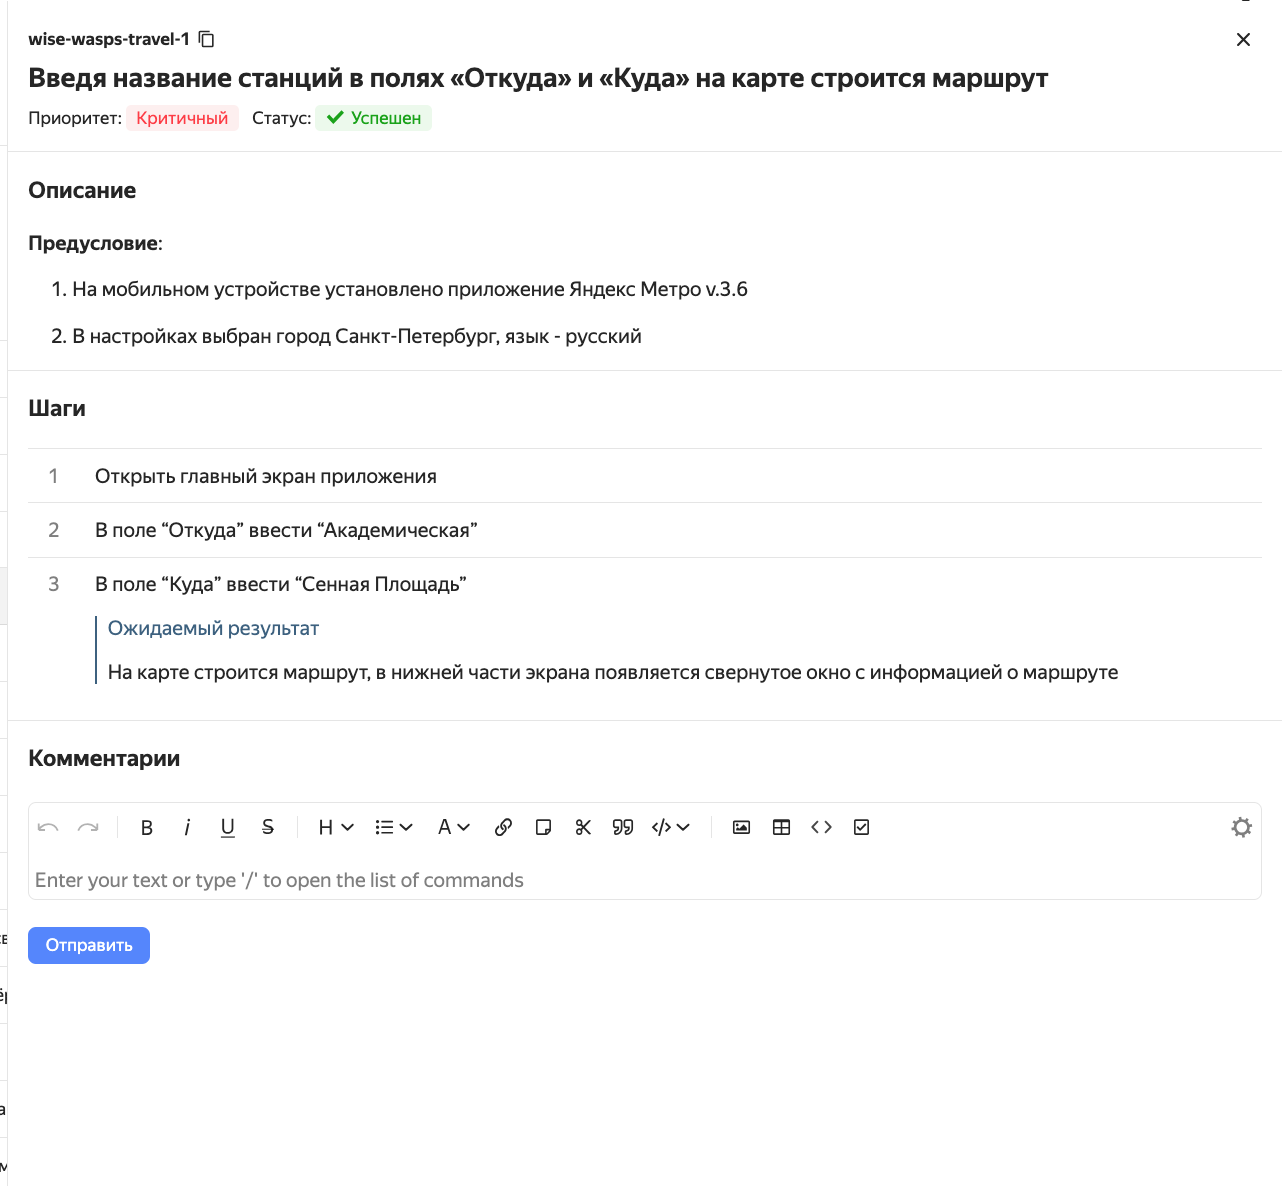 wise-wasps-travel-1
Введя название станций в полях «Откуда» и «Куда» на карте строится маршрут
Приоритет: Критичный Статус: Успешен
Описание
Предусловие:
1. На мобильном устройстве установлено приложение Яндекс Метро v.3.6
2. В настройках выбран город Санкт-Петербург, язык - русский
Шаги
1 Открыть главный экран приложения
2 В поле “Откуда” ввести “Академическая”
3 В поле “Куда” ввести “Сенная Площадь”
Ожидаемый результат
На карте строится маршрут, в нижней части экрана появляется свернутое окно с информацией о маршруте
Комментарии
B i U S H A
Enter your text or type '/' to open the list of commands
Отправить